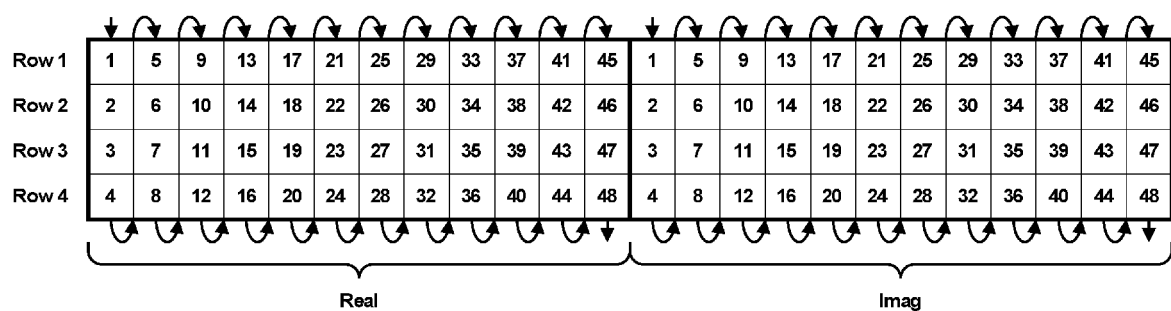 Row 1 1 5 9 13 17 21 25 29 33 37 41 45 1 5 9 13 17 21 25 29 33 37 41 45
Row 2 2 6 10 14 18 22 26 30 34 38 42 46 2 6 10 14 18 22 26 30 34 38 42 46
Row 3 3 7 11 15 19 23 27 31 35 39 43 47 3 7 11 15 19 23 27 31 35 39 43 47
Row 4 4 8 12 16 20 24 28 32 36 40 44 48 4 8 12 16 20 24 28 32 36 40 44 48
Real Imag